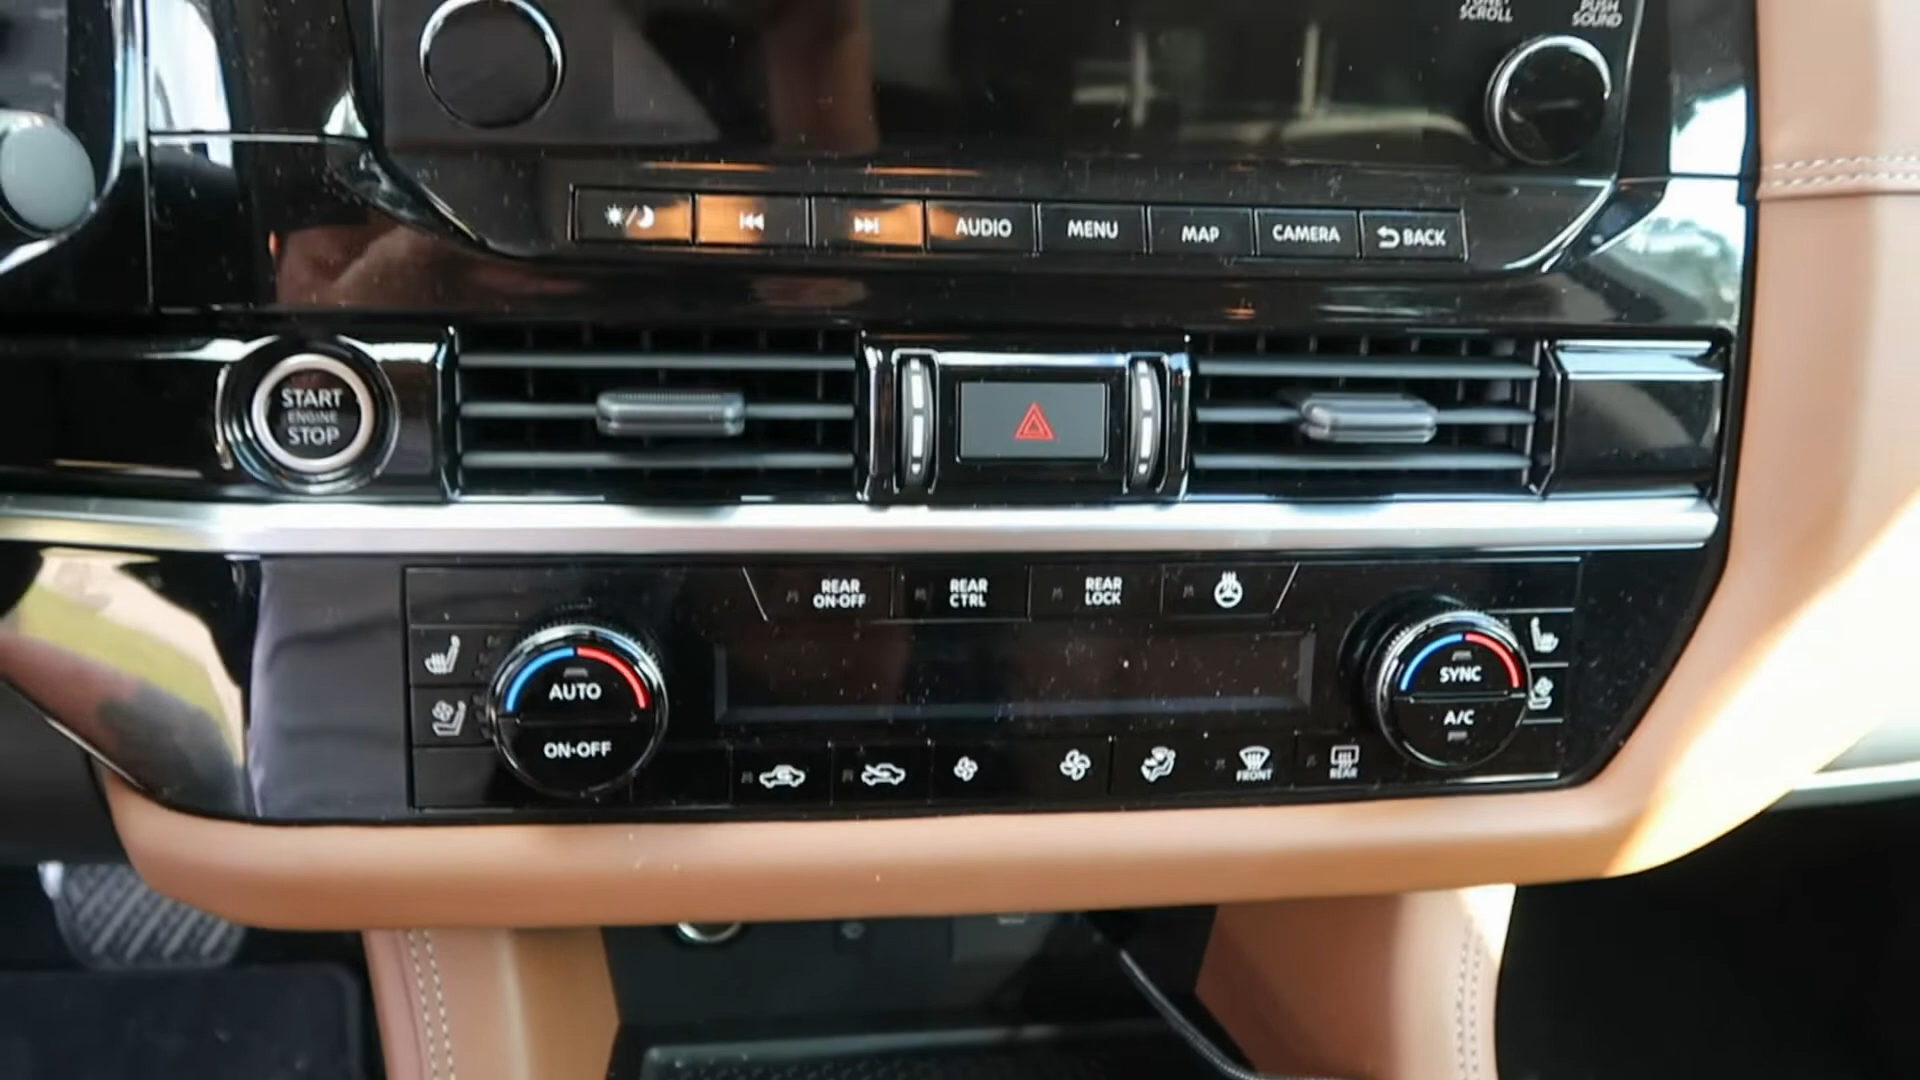 TUNE·
SCROLL
PUSH
SOUND
AUDIO
MENU
MAP
CAMERA
BACK
START
ENGINE
STOP
REAR
ON·OFF
REAR
CTRL
REAR
LOCK
AUTO
ON·OFF
SYNC
A/C
FRONT
REAR